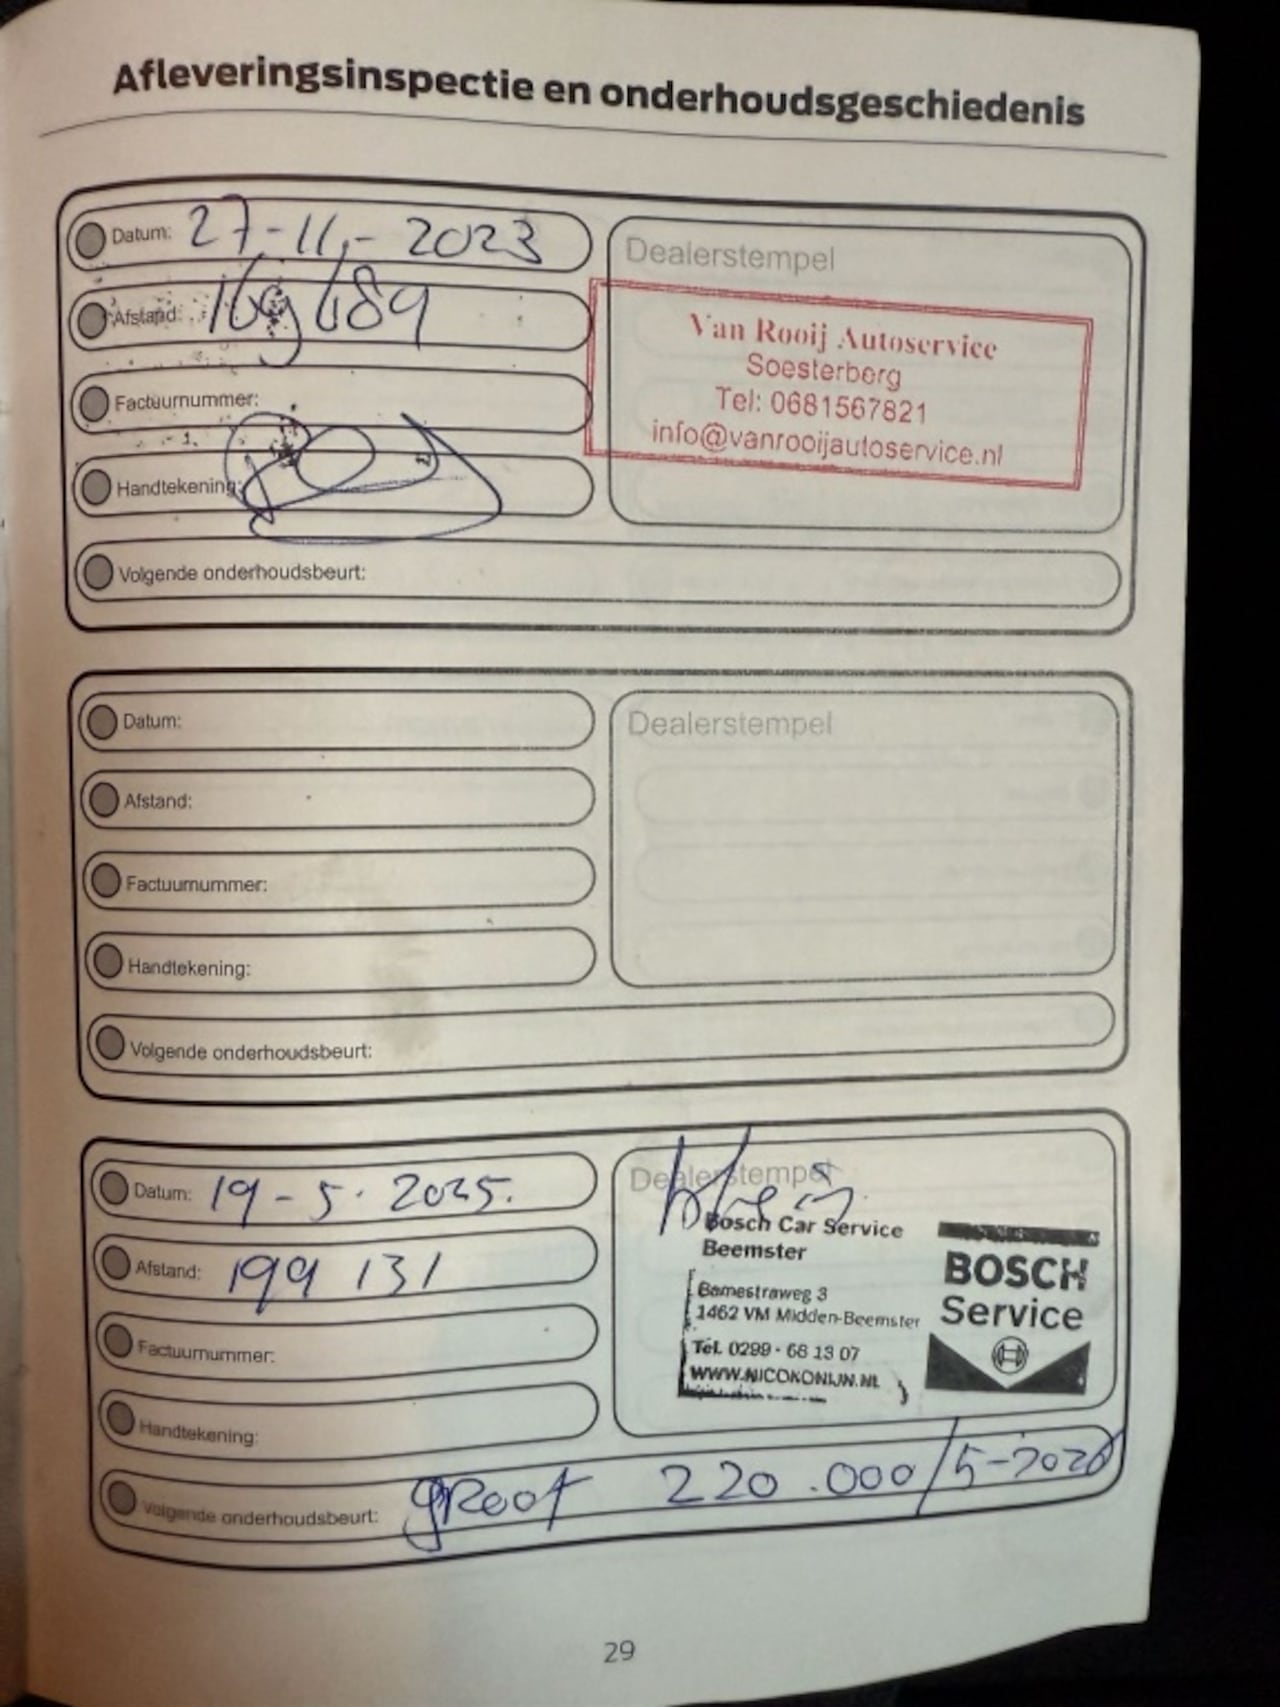 Afleveringsinspectie en onderhoudsgeschiedenis
Datum: 27-11-2023
Afstand: 169489
Factuurnummer:
Handtekening:
Volgende onderhoudsbeurt:
Dealerstempel
Van Rooij Autoservice
Soesterberg
Tel: 0681567821
info@vanrooijautoservice.nl
Datum:
Afstand:
Factuurnummer:
Handtekening:
Volgende onderhoudsbeurt:
Dealerstempel
Datum: 19-5-2025.
Afstand: 199 131
Factuurnummer:
Handtekening:
Dealerstempel
klein
Bosch Car Service
Beemster
Bamestraweg 3
1462 VM Midden-Beemster
Tel. 0299-68 13 07
WWW.NICOKONIJN.NL
BOSCH
Service
Volgende onderhoudsbeurt: groot 220.000/5-2026
29